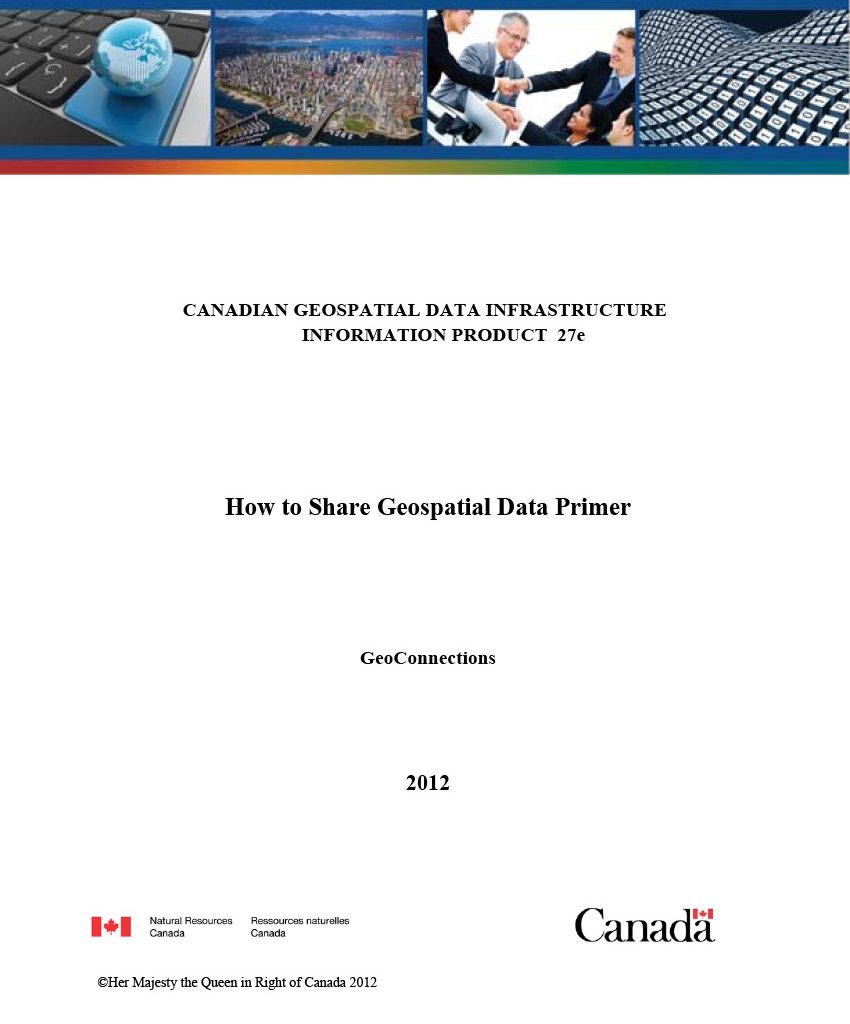 CANADIAN GEOSPATIAL DATA INFRASTRUCTURE
INFORMATION PRODUCT 27e
How to Share Geospatial Data Primer
GeoConnections
2012
Natural Resources Ressources naturelles
Canada Canada
Canada
©Her Majesty the Queen in Right of Canada 2012